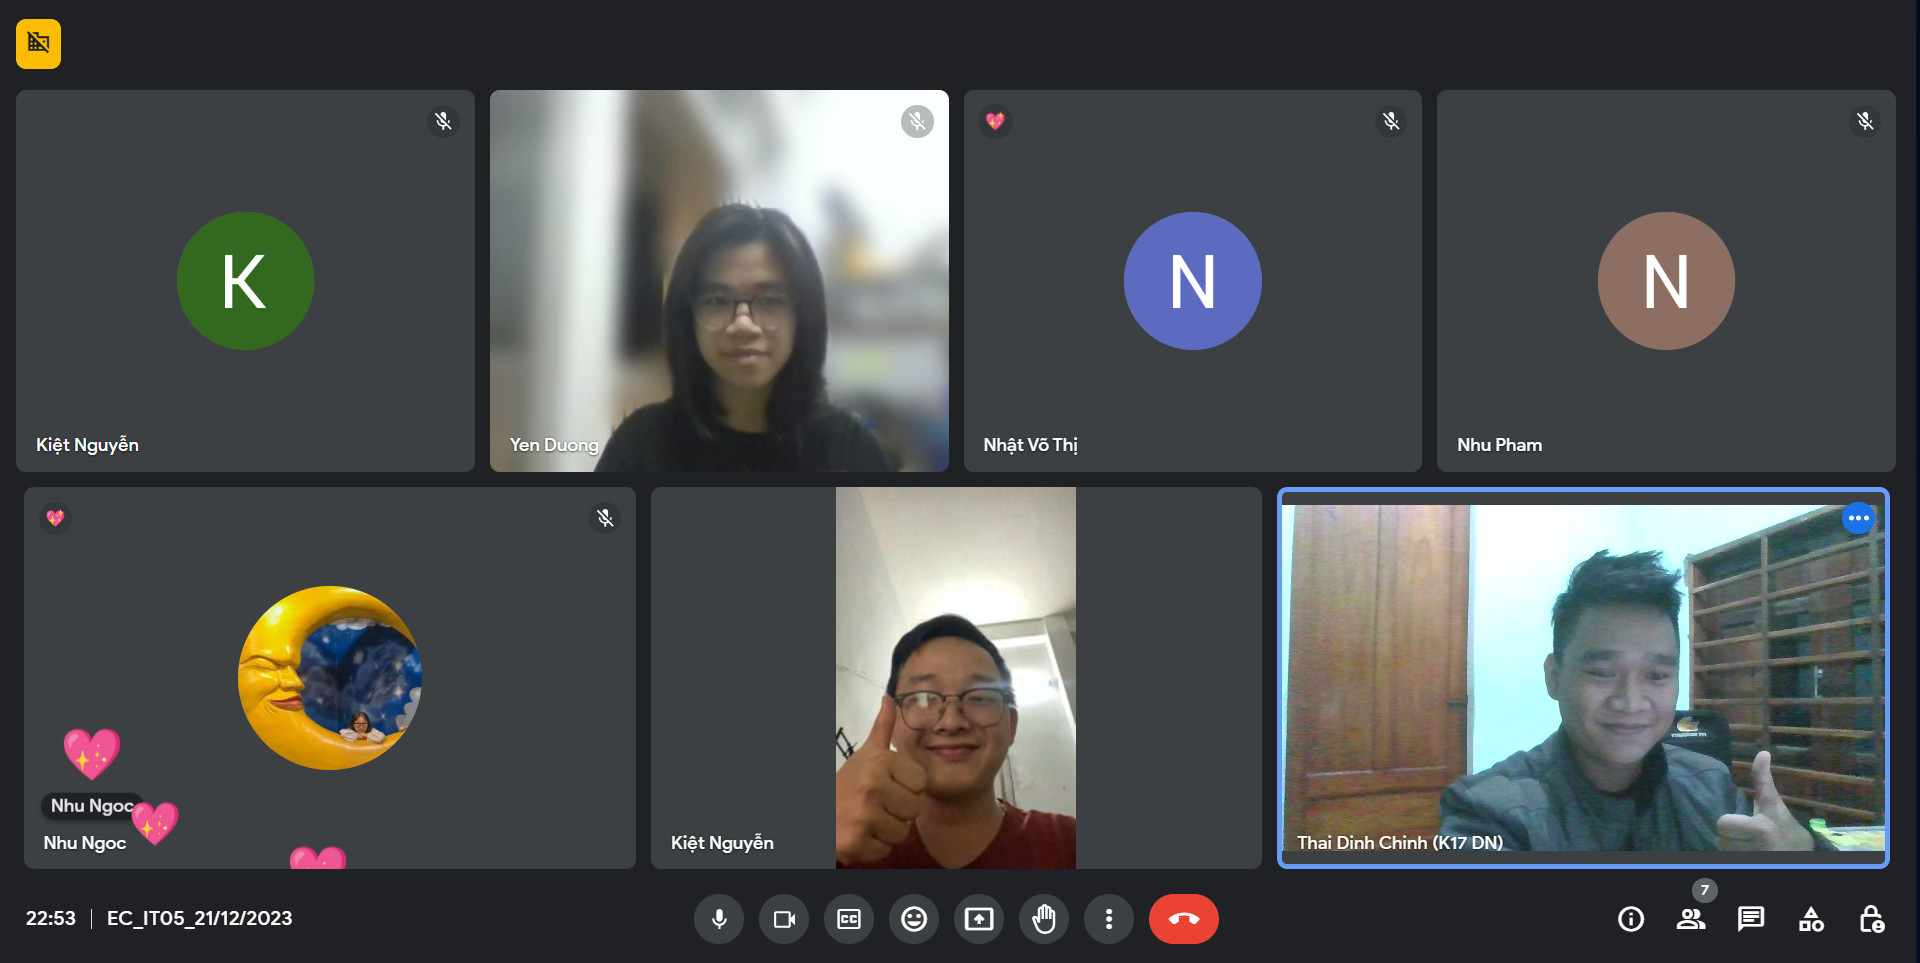 K
Kiệt Nguyễn
Yen Duong
N
Nhật Võ Thị
N
Nhu Pham
Nhu Ngoc
Nhu Ngoc
Kiệt Nguyễn
Thai Dinh Chinh (K17 DN)
22:53 | EC_IT05_21/12/2023
CC
7